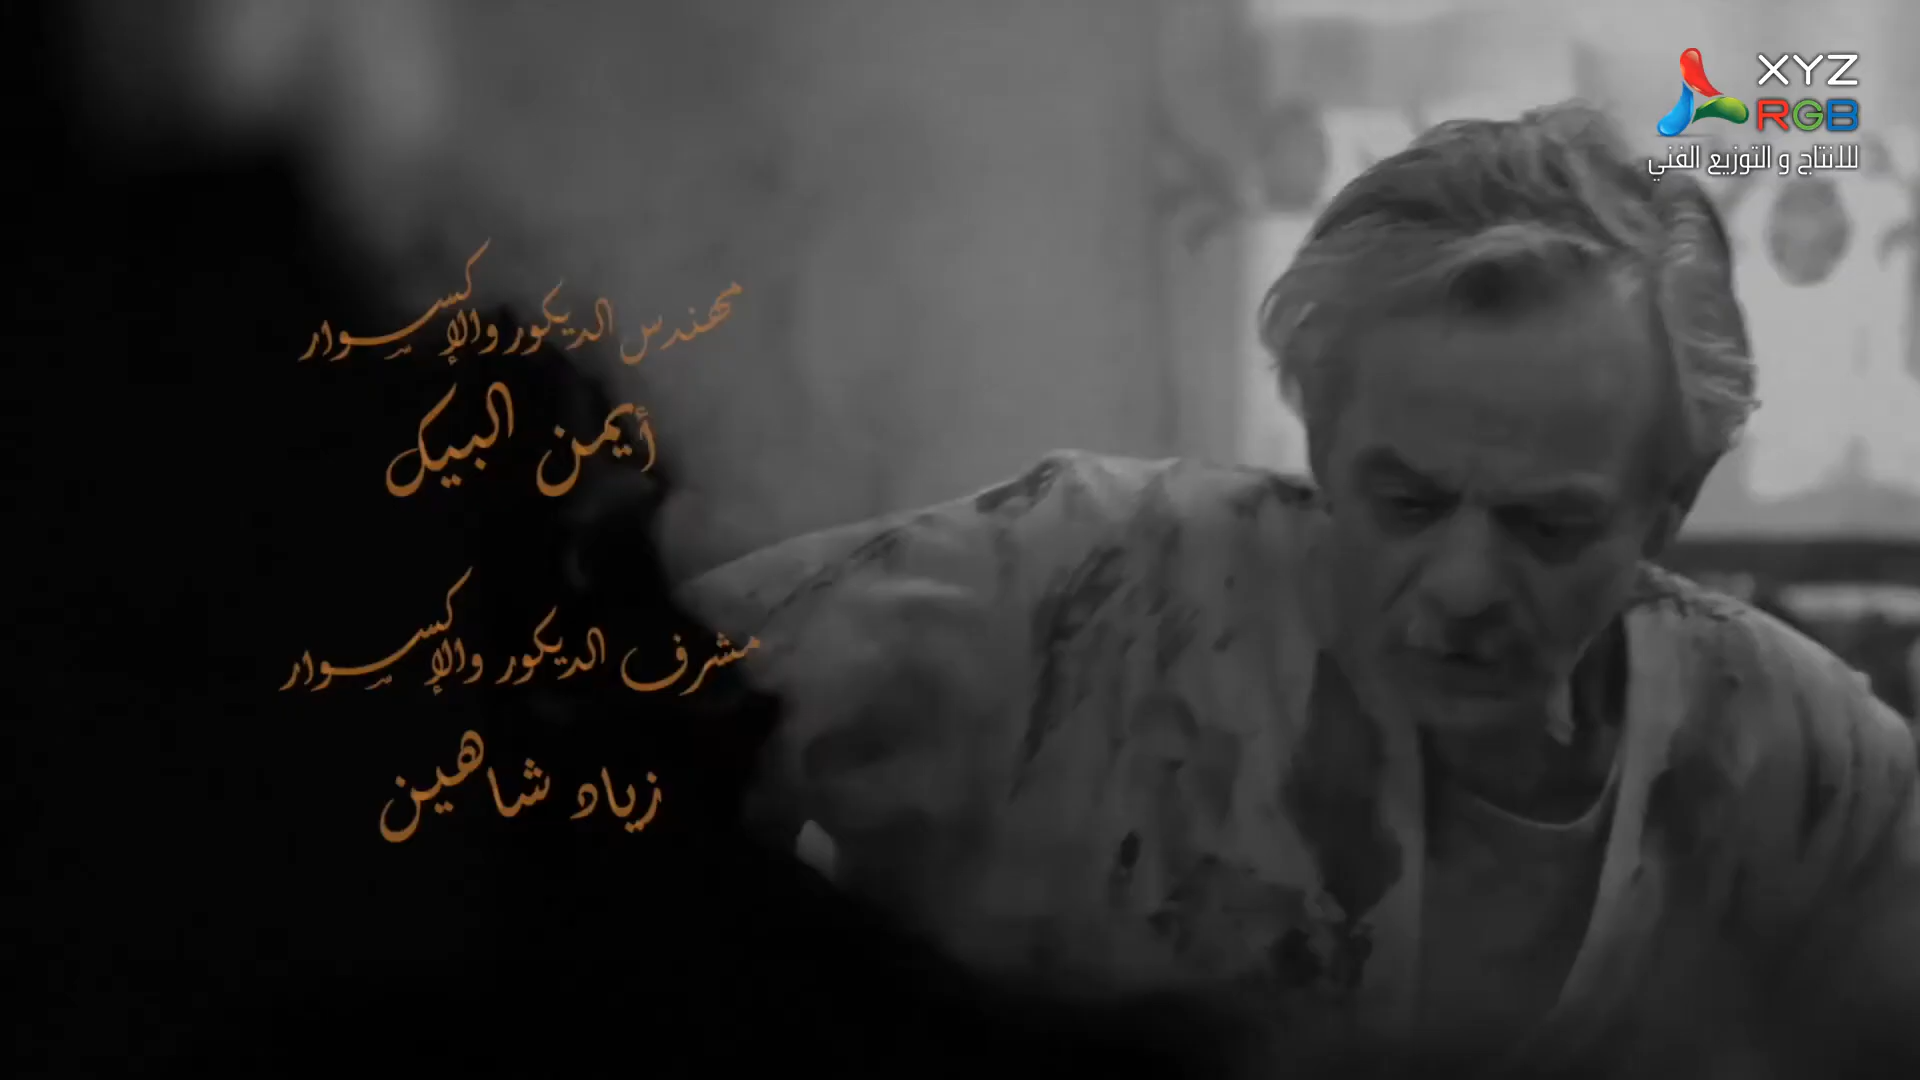 XYZ
RGB
للانتاج و التوزيع الفني
مهندس الديكور والإكسسوار
أيمن البيك
مشرف الديكور والإكسسوار
زياد شاهين